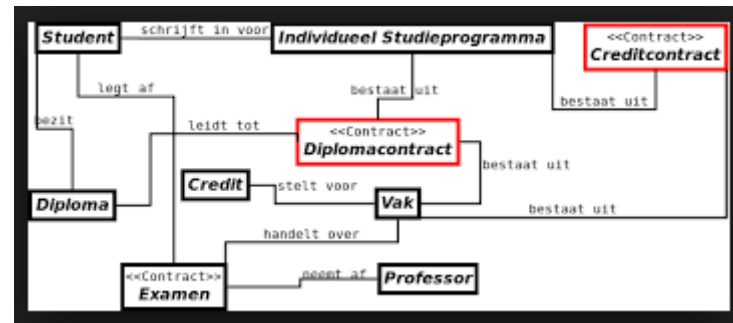 Student
schrijft in voor
Individueel Studieprogramma
<<Contract>>
Creditcontract
legt af
bestaat uit
bestaat uit
bezit
leidt tot
<<Contract>>
Diplomacontract
bestaat uit
Credit
stelt voor
Diploma
Vak
bestaat uit
handelt over
<<Contract>>
Examen
neemt af
Professor